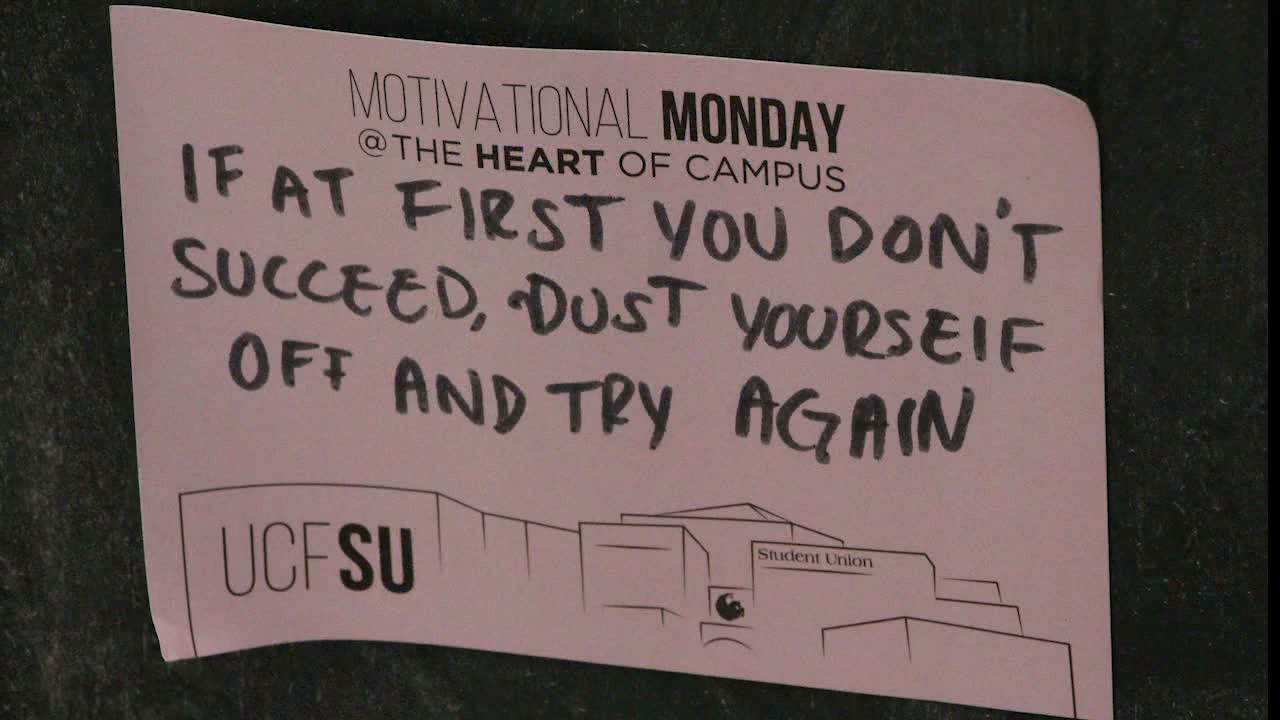 MOTIVATIONAL MONDAY
@THE HEART OF CAMPUS
IF AT FIRST YOU DON'T
SUCCEED, DUST YOURSELF
OFF AND TRY AGAIN
UCFSU
Student Union